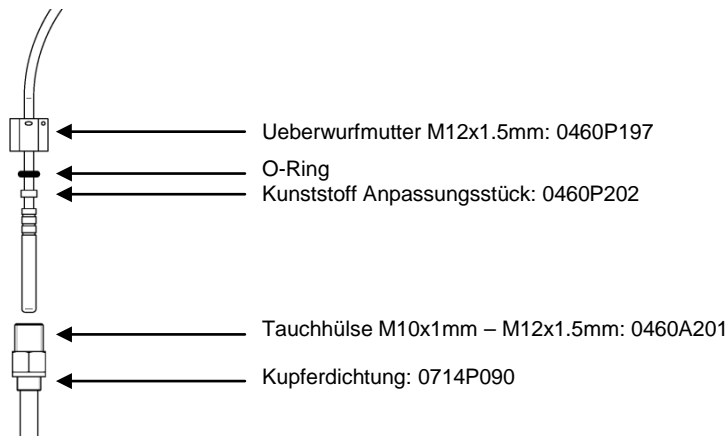 Ueberwurfmutter M12x1.5mm: 0460P197
O-Ring
Kunststoff Anpassungsstück: 0460P202
Tauchhülse M10x1mm – M12x1.5mm: 0460A201
Kupferdichtung: 0714P090